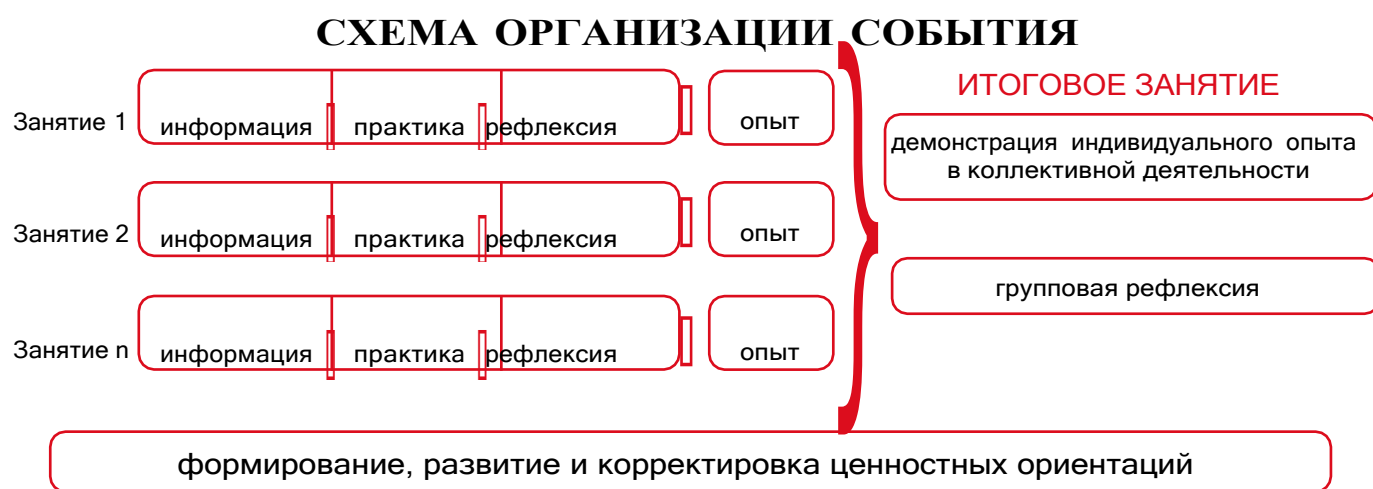 СХЕМА ОРГАНИЗАЦИИ СОБЫТИЯ
Занятие 1 информация практика рефлексия опыт
Занятие 2 информация практика рефлексия опыт
Занятие n информация практика рефлексия опыт
ИТОГОВОЕ ЗАНЯТИЕ
демонстрация индивидуального опыта
в коллективной деятельности
групповая рефлексия
формирование, развитие и корректировка ценностных ориентаций